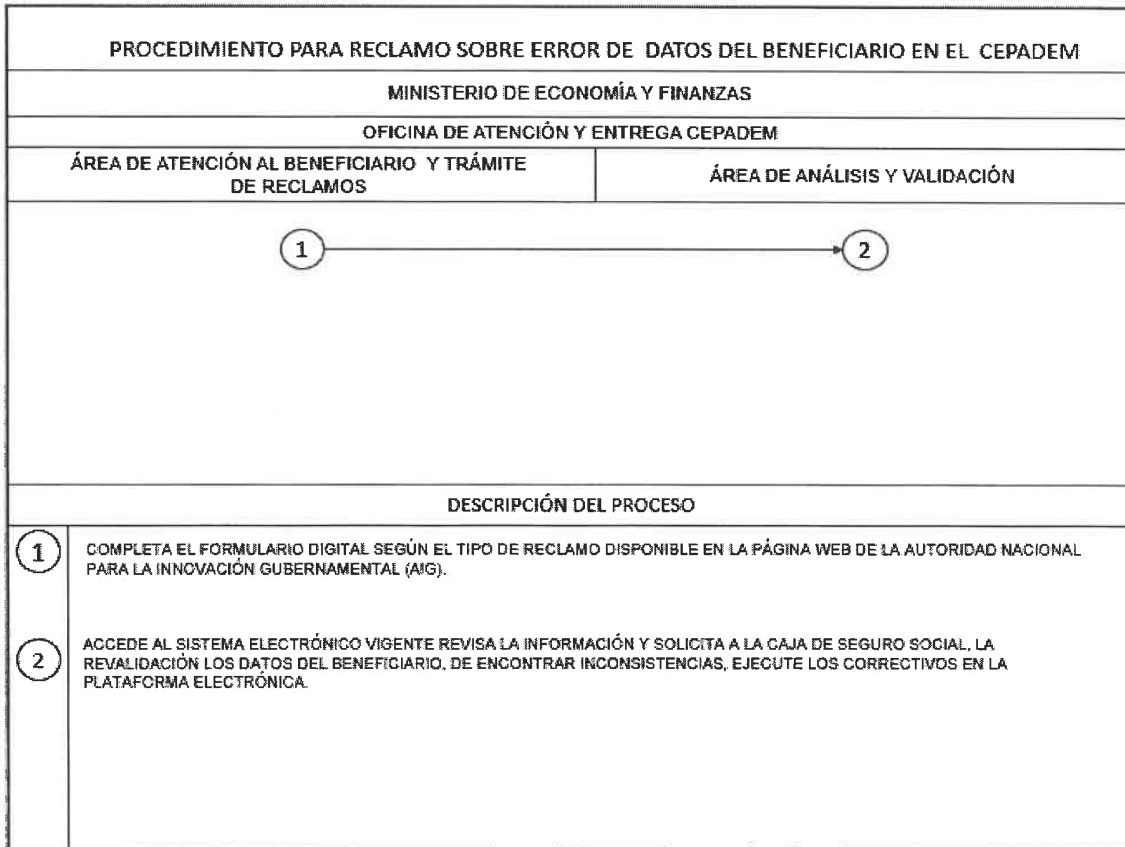 PROCEDIMIENTO PARA RECLAMO SOBRE ERROR DE DATOS DEL BENEFICIARIO EN EL CEPADEM
MINISTERIO DE ECONOMÍA Y FINANZAS
OFICINA DE ATENCIÓN Y ENTREGA CEPADEM
ÁREA DE ATENCIÓN AL BENEFICIARIO Y TRÁMITE
DE RECLAMOS
ÁREA DE ANÁLISIS Y VALIDACIÓN
1
2
DESCRIPCIÓN DEL PROCESO
1
COMPLETA EL FORMULARIO DIGITAL SEGÚN EL TIPO DE RECLAMO DISPONIBLE EN LA PÁGINA WEB DE LA AUTORIDAD NACIONAL
PARA LA INNOVACIÓN GUBERNAMENTAL (AIG).
2
ACCEDE AL SISTEMA ELECTRÓNICO VIGENTE REVISA LA INFORMACIÓN Y SOLICITA A LA CAJA DE SEGURO SOCIAL, LA
REVALIDACIÓN LOS DATOS DEL BENEFICIARIO, DE ENCONTRAR INCONSISTENCIAS, EJECUTE LOS CORRECTIVOS EN LA
PLATAFORMA ELECTRÓNICA.